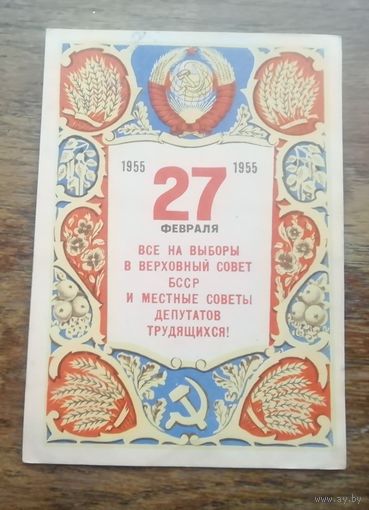 1955 1955
27
ФЕВРАЛЯ
ВСЕ НА ВЫБОРЫ
В ВЕРХОВНЫЙ СОВЕТ
БССР
И МЕСТНЫЕ СОВЕТЫ
ДЕПУТАТОВ
ТРУДЯЩИХСЯ!
www.ay.by